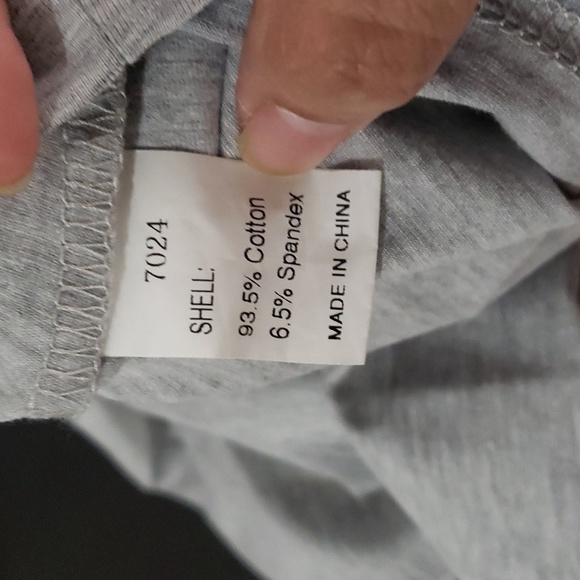 7024
SHELL:
93.5% Cotton
6.5% Spandex
MADE IN CHINA